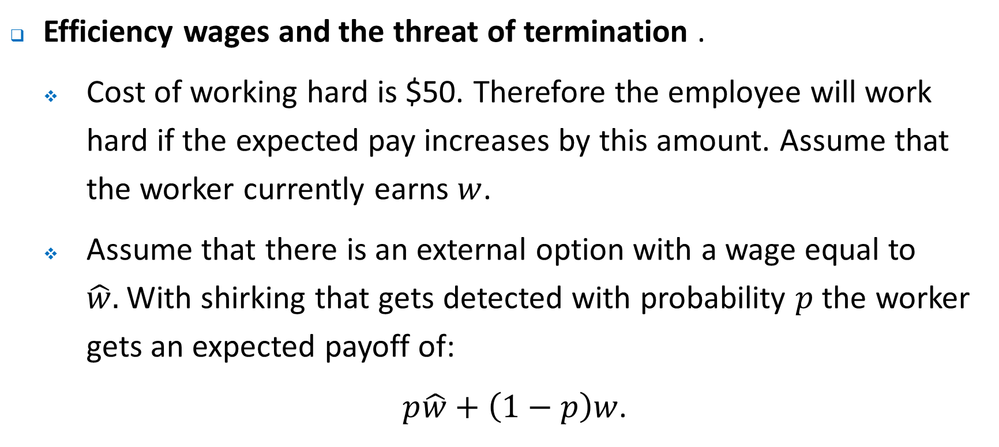 ❑ Efficiency wages and the threat of termination .
❖ Cost of working hard is $50. Therefore the employee will work
hard if the expected pay increases by this amount. Assume that
the worker currently earns w.
❖ Assume that there is an external option with a wage equal to
ŵ. With shirking that gets detected with probability p the worker
gets an expected payoff of:
pŵ + (1 − p)w.